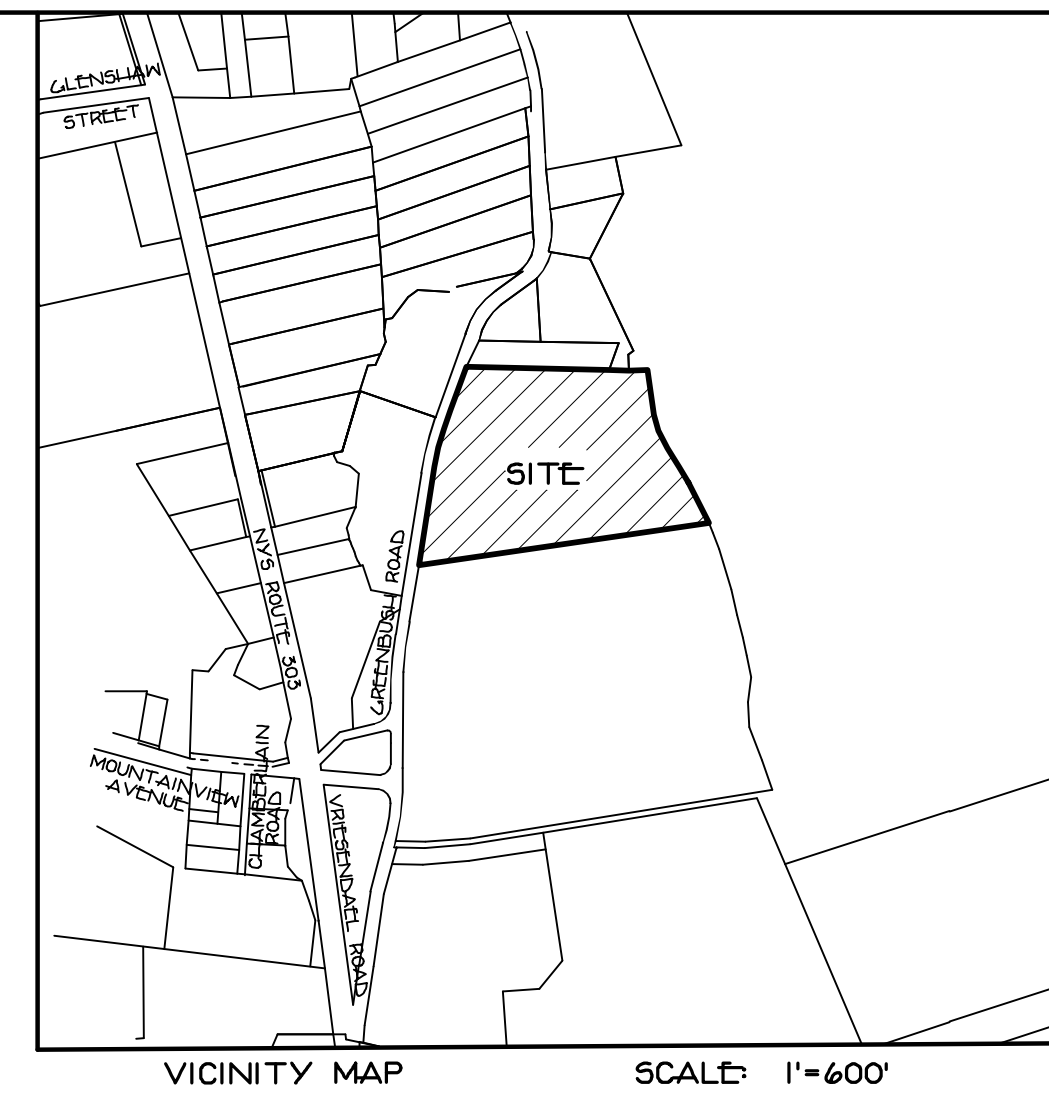 GLENSHAW
STREET
SITE
NYS ROUTE 303
GREENBUSH ROAD
MOUNTAINVIEW
AVENUE
CHAMBERLAIN
ROAD
VRIESENDAEL ROAD
VICINITY MAP
SCALE: 1'=600'